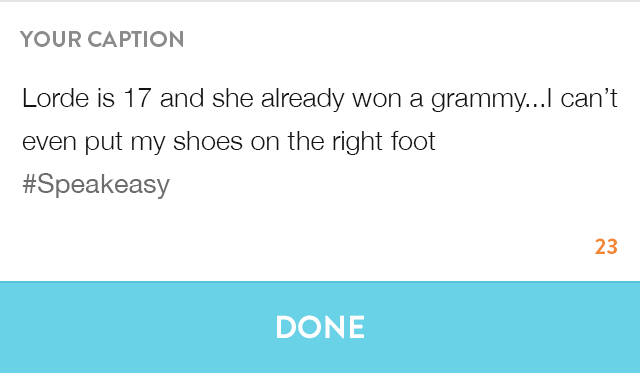 YOUR CAPTION
Lorde is 17 and she already won a grammy...I can’t
even put my shoes on the right foot
#Speakeasy
23
DONE